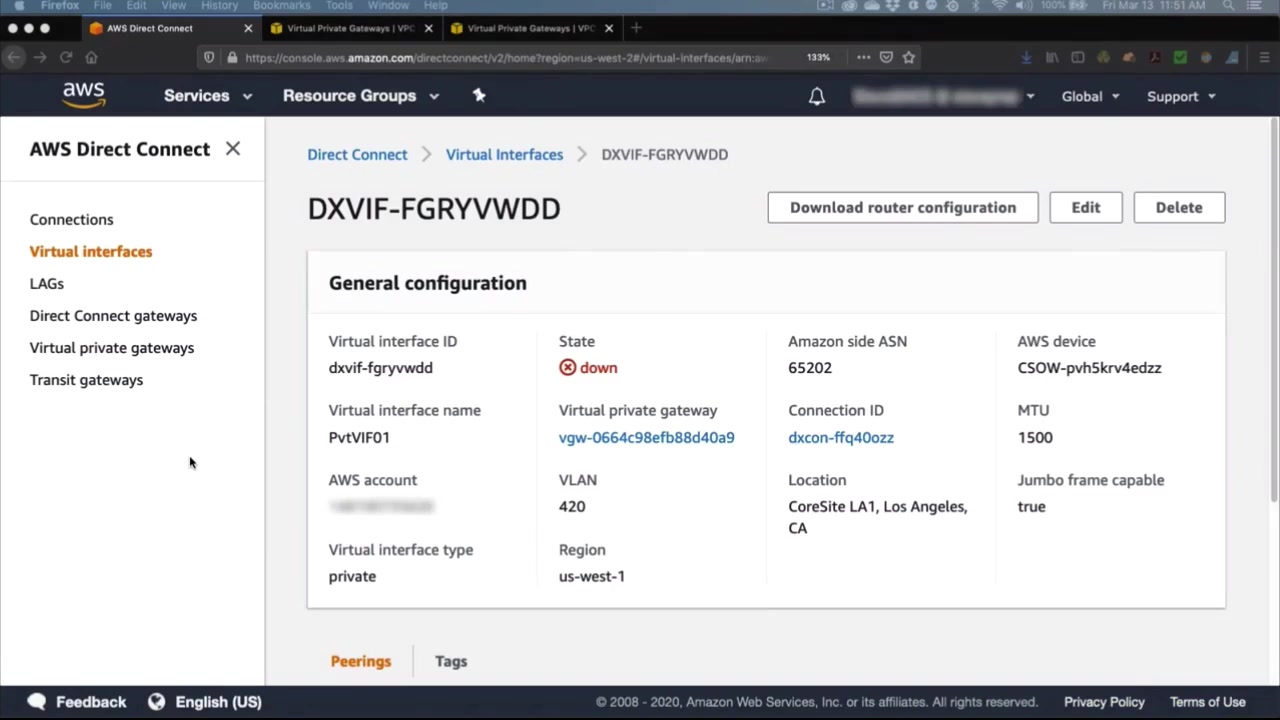 Firefox File Edit View History Bookmarks Tools Window Help 100% Fri Mar 13 11:51 AM
AWS Direct Connect Virtual Private Gateways | VPC Virtual Private Gateways | VPC
https://console.aws.amazon.com/directconnect/v2/home?region=us-west-2#/virtual-interfaces/arn:aw 133%
aws Services Resource Groups Global Support
AWS Direct Connect
Connections
Virtual interfaces
LAGs
Direct Connect gateways
Virtual private gateways
Transit gateways
Direct Connect Virtual Interfaces DXVIF-FGRYVWDD
DXVIF-FGRYVWDD Download router configuration Edit Delete
General configuration
Virtual interface ID State Amazon side ASN AWS device
dxvif-fgryvwdd down 65202 CSOW-pvh5krv4edzz
Virtual interface name Virtual private gateway Connection ID MTU
PvtVIF01 vgw-0664c98efb88d40a9 dxcon-ffq40ozz 1500
AWS account VLAN Location Jumbo frame capable
420 CoreSite LA1, Los Angeles, true
CA
Virtual interface type Region
private us-west-1
Peerings Tags
Feedback English (US) © 2008 - 2020, Amazon Web Services, Inc. or its affiliates. All rights reserved. Privacy Policy Terms of Use